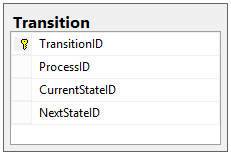 Transition
TransitionID
ProcessID
CurrentStateID
NextStateID